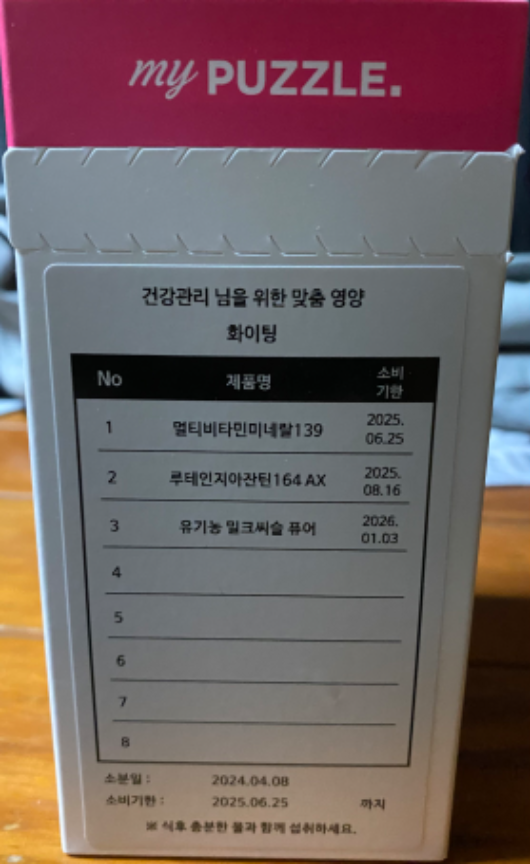 my PUZZLE.
건강관리 님을 위한 맞춤 영양
화이팅
No 제품명 소비
기한
1 멀티비타민미네랄139 2025.
06.25
2 루테인지아잔틴164 AX 2025.
08.16
3 유기농 밀크씨슬 퓨어 2026.
01.03
4
5
6
7
8
소분일 : 2024.04.08
소비기한 : 2025.06.25 까지
※ 식후 충분한 물과 함께 섭취하세요.